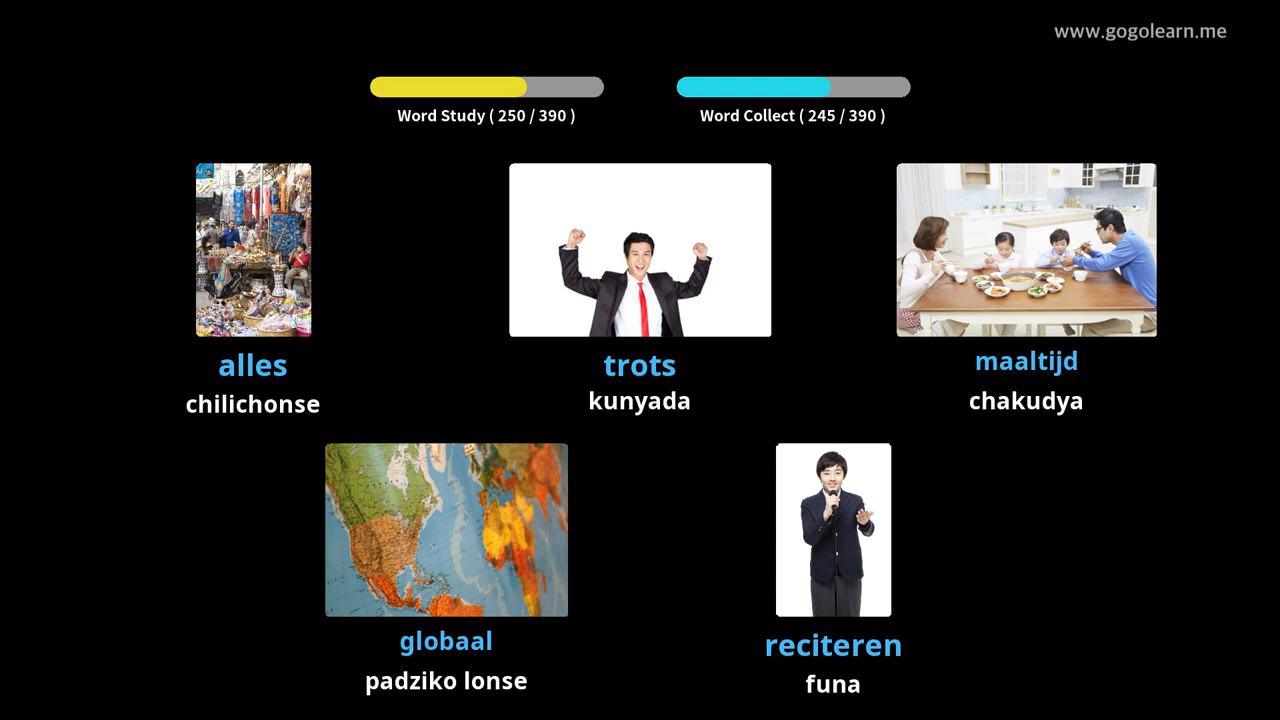 www.gogolearn.me
Word Study ( 250 / 390 )
Word Collect ( 245 / 390 )
alles
trots
maaltijd
chilichonse
kunyada
chakudya
globaal
reciteren
padziko lonse
funa